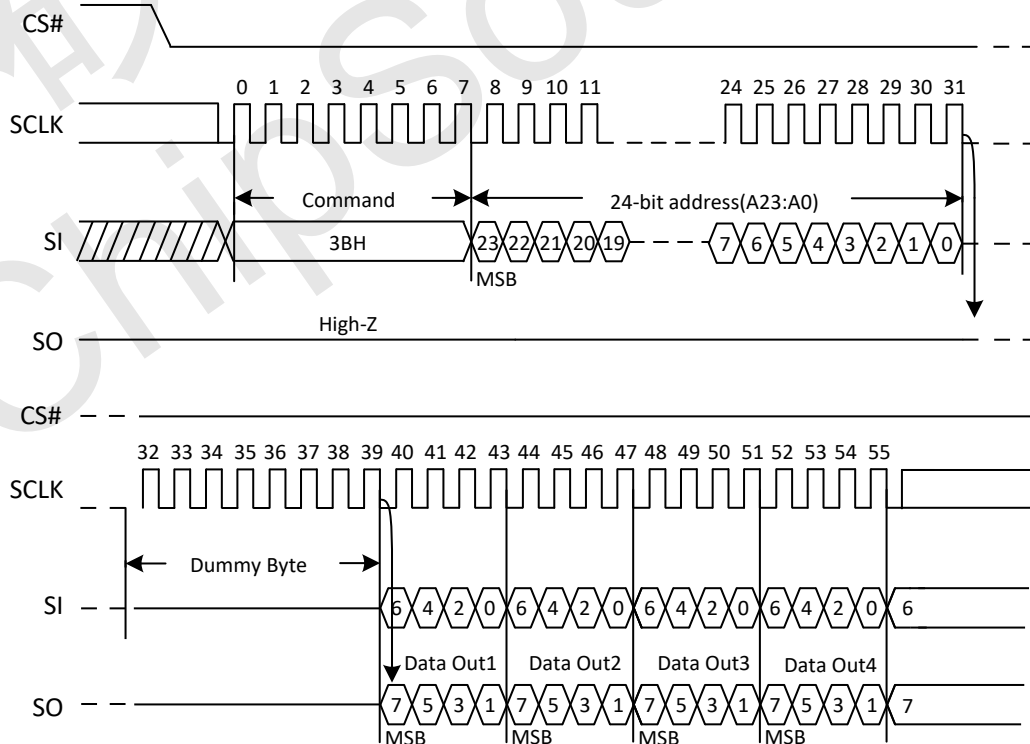 CS#
0 1 2 3 4 5 6 7 8 9 10 11 24 25 26 27 28 29 30 31
SCLK
Command 24-bit address(A23:A0)
SI 3BH 23 22 21 20 19 7 6 5 4 3 2 1 0
MSB
High-Z
SO
CS#
32 33 34 35 36 37 38 39 40 41 42 43 44 45 46 47 48 49 50 51 52 53 54 55
SCLK
Dummy Byte
SI 6 4 2 0 6 4 2 0 6 4 2 0 6 4 2 0 6
Data Out1 Data Out2 Data Out3 Data Out4
SO 7 5 3 1 7 5 3 1 7 5 3 1 7 5 3 1 7
MSB MSB MSB MSB